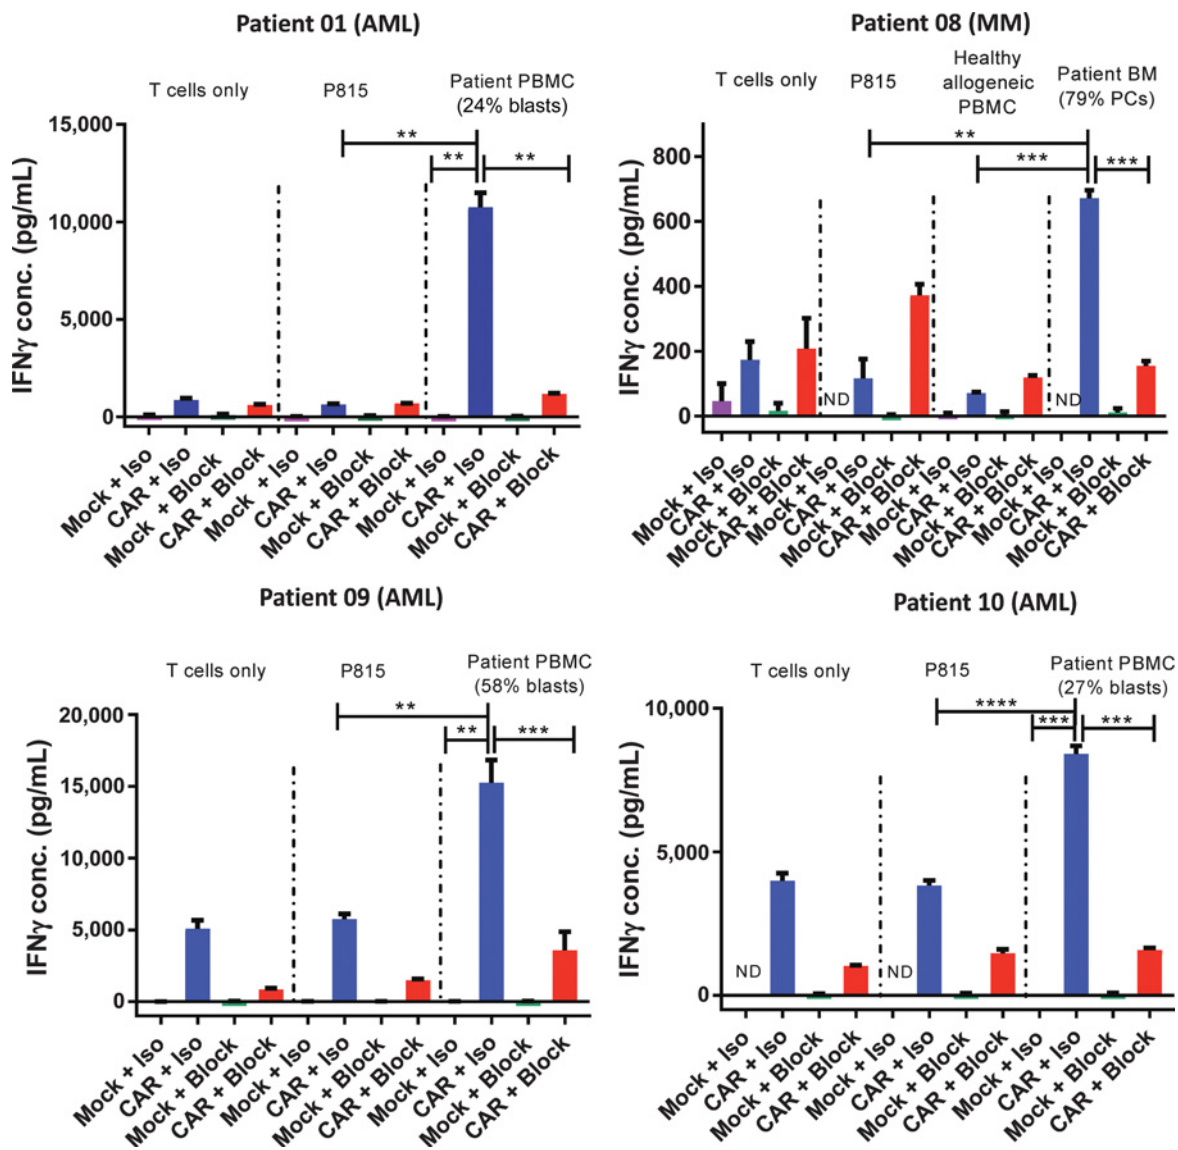 Patient 01 (AML)
T cells only
P815
Patient PBMC
(24% blasts)
IFNγ conc. (pg/mL)
15,000
10,000
5,000
0
**
**
**
Mock + Iso
CAR + Iso
Mock + Block
CAR + Block
Mock + Iso
CAR + Iso
Mock + Block
CAR + Block
Mock + Iso
CAR + Iso
Mock + Block
CAR + Block
Patient 08 (MM)
T cells only
P815
Healthy
allogeneic
PBMC
Patient BM
(79% PCs)
IFNγ conc. (pg/mL)
800
600
400
200
0
**
***
***
ND
ND
Mock + Iso
CAR + Iso
Mock + Block
CAR + Block
Mock + Iso
CAR + Iso
Mock + Block
CAR + Block
Mock + Iso
CAR + Iso
Mock + Block
CAR + Block
Mock + Iso
CAR + Iso
Mock + Block
CAR + Block
Patient 09 (AML)
T cells only
P815
Patient PBMC
(58% blasts)
IFNγ conc. (pg/mL)
20,000
15,000
10,000
5,000
0
**
**
***
Mock + Iso
CAR + Iso
Mock + Block
CAR + Block
Mock + Iso
CAR + Iso
Mock + Block
CAR + Block
Mock + Iso
CAR + Iso
Mock + Block
CAR + Block
Patient 10 (AML)
T cells only
P815
Patient PBMC
(27% blasts)
IFNγ conc. (pg/mL)
10,000
5,000
0
****
***
***
ND
ND
Mock + Iso
CAR + Iso
Mock + Block
CAR + Block
Mock + Iso
CAR + Iso
Mock + Block
CAR + Block
Mock + Iso
CAR + Iso
Mock + Block
CAR + Block